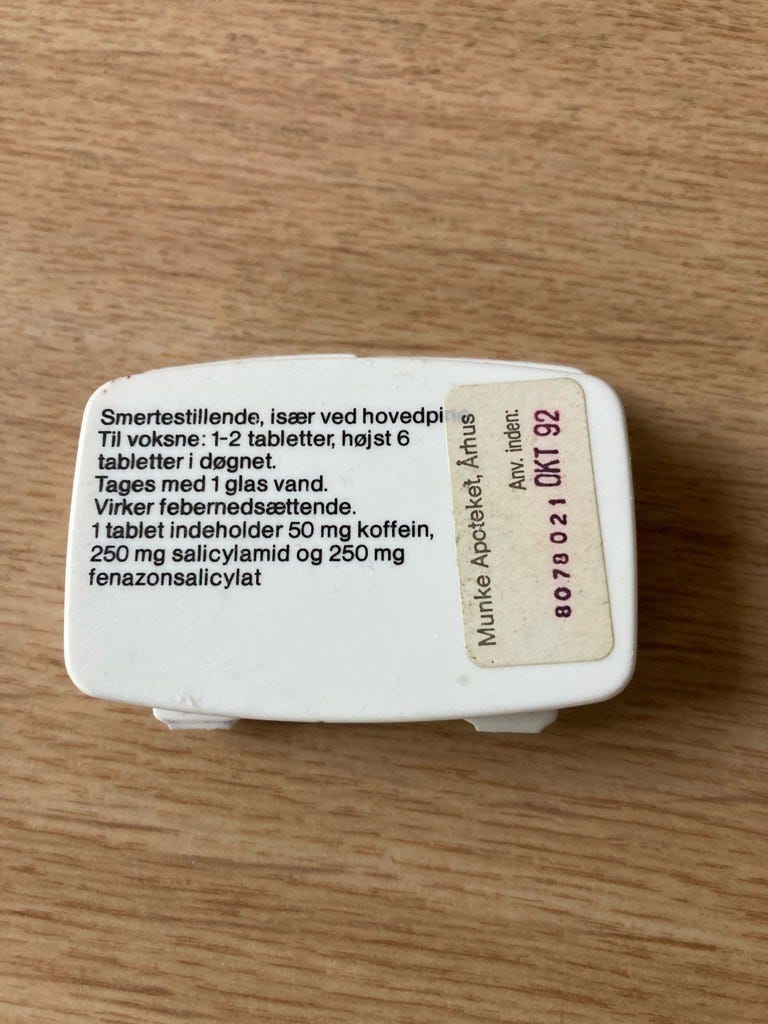 Smertestillende, især ved hovedpine
Til voksne: 1-2 tabletter, højst 6
tabletter i døgnet.
Tages med 1 glas vand.
Virker febernedsættende.
1 tablet indeholder 50 mg koffein,
250 mg salicylamid og 250 mg
fenazonsalicylat
Munke Apoteket, Århus
Anv. inden:
8078021 OKT 92